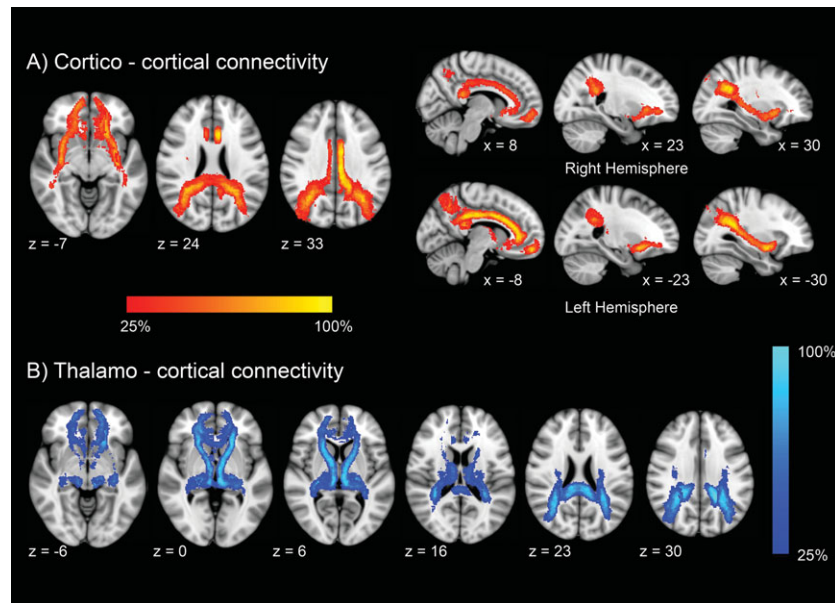 A) Cortico - cortical connectivity
z = -7
z = 24
z = 33
x = 8
x = 23
x = 30
Right Hemisphere
x = -8
x = -23
x = -30
Left Hemisphere
25%
100%
B) Thalamo - cortical connectivity
100%
25%
z = -6
z = 0
z = 6
z = 16
z = 23
z = 30